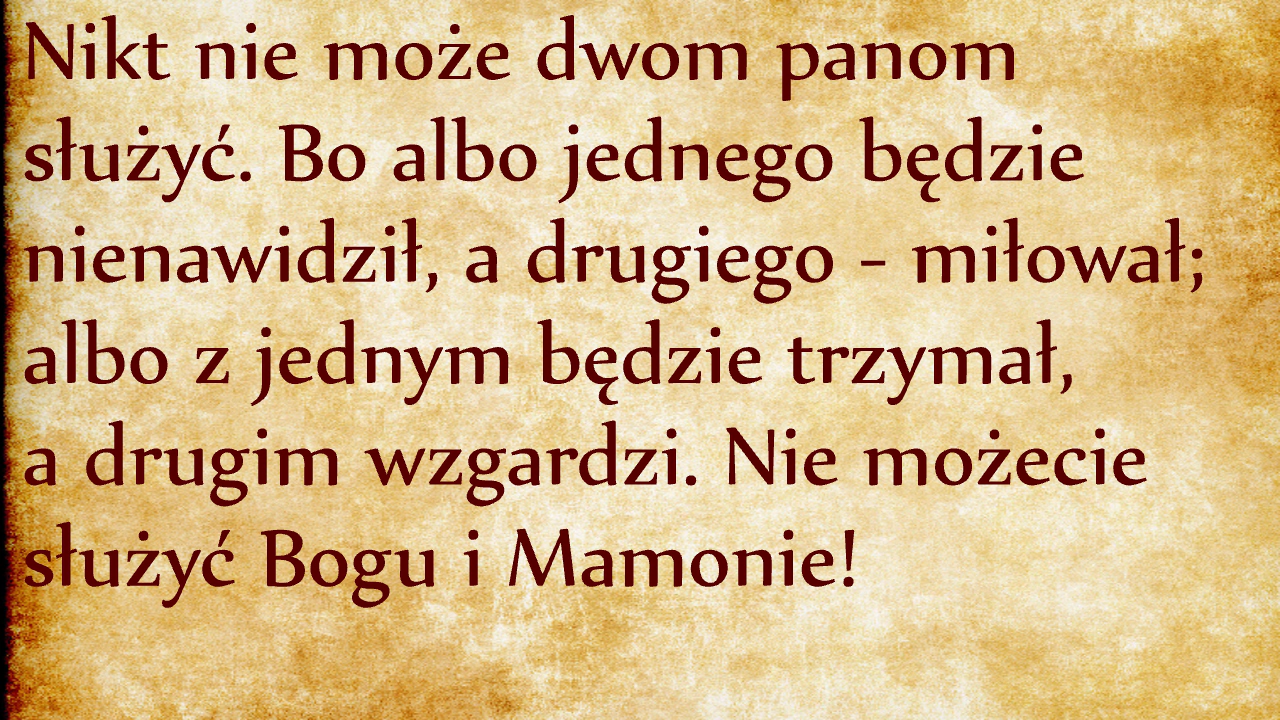 Nikt nie może dwom panom
służyć. Bo albo jednego będzie
nienawidził, a drugiego - miłował;
albo z jednym będzie trzymał,
a drugim wzgardzi. Nie możecie
służyć Bogu i Mamonie!